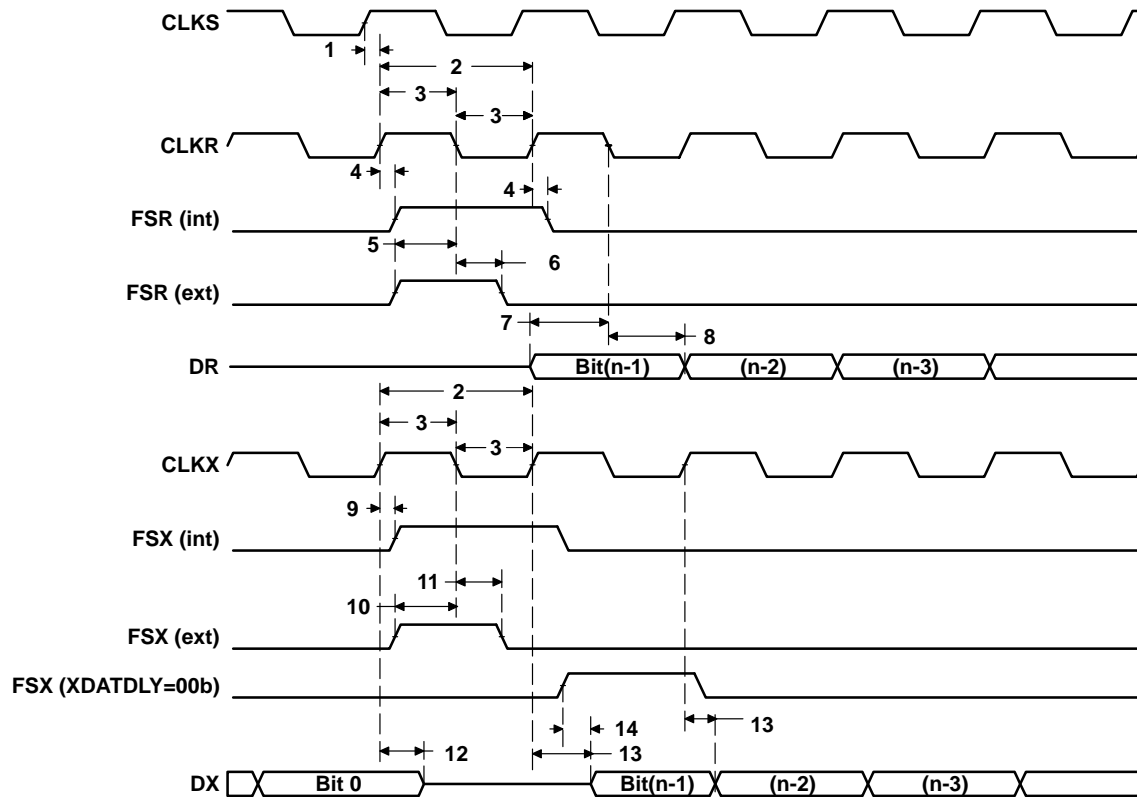 CLKS
1
2
3
3
CLKR
4
4
FSR (int)
5
6
FSR (ext)
7
8
DR
Bit(n-1)
(n-2)
(n-3)
2
3
3
CLKX
9
FSX (int)
11
10
FSX (ext)
FSX (XDATDLY=00b)
14
13
12
13
DX
Bit 0
Bit(n-1)
(n-2)
(n-3)